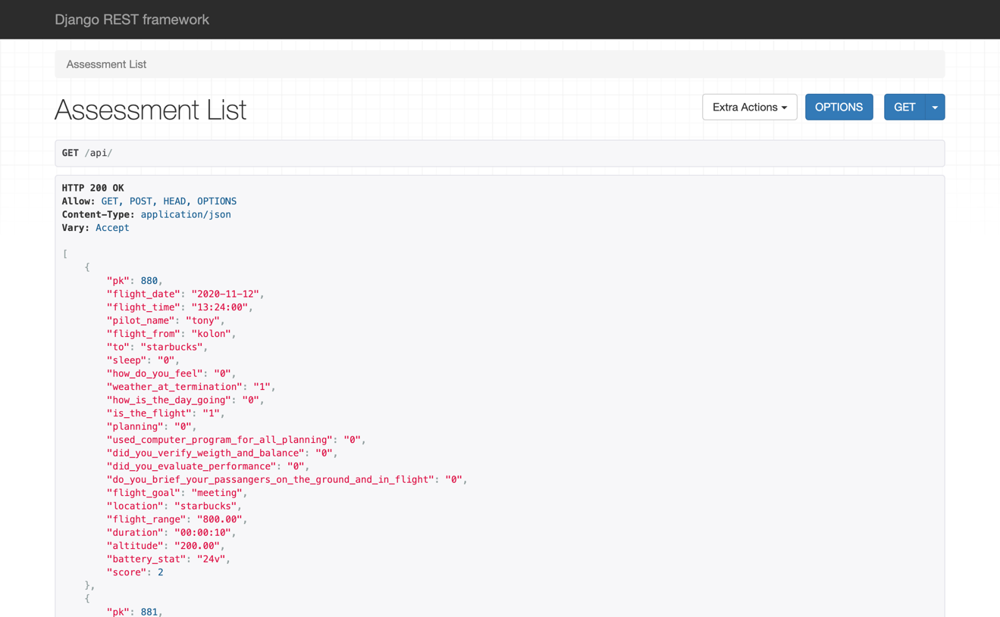 Django REST framework
Assessment List
Assessment List
Extra Actions
OPTIONS
GET
GET /api/
HTTP 200 OK
Allow: GET, POST, HEAD, OPTIONS
Content-Type: application/json
Vary: Accept
[
    {
        "pk": 880,
        "flight_date": "2020-11-12",
        "flight_time": "13:24:00",
        "pilot_name": "tony",
        "flight_from": "kolon",
        "to": "starbucks",
        "sleep": "0",
        "how_do_you_feel": "0",
        "weather_at_termination": "1",
        "how_is_the_day_going": "0",
        "is_the_flight": "1",
        "planning": "0",
        "used_computer_program_for_all_planning": "0",
        "did_you_verify_weigth_and_balance": "0",
        "did_you_evaluate_performance": "0",
        "do_you_brief_your_passangers_on_the_ground_and_in_flight": "0",
        "flight_goal": "meeting",
        "location": "starbucks",
        "flight_range": "800.00",
        "duration": "00:00:10",
        "altitude": "200.00",
        "battery_stat": "24v",
        "score": 2
    },
    {
        "pk": 881,